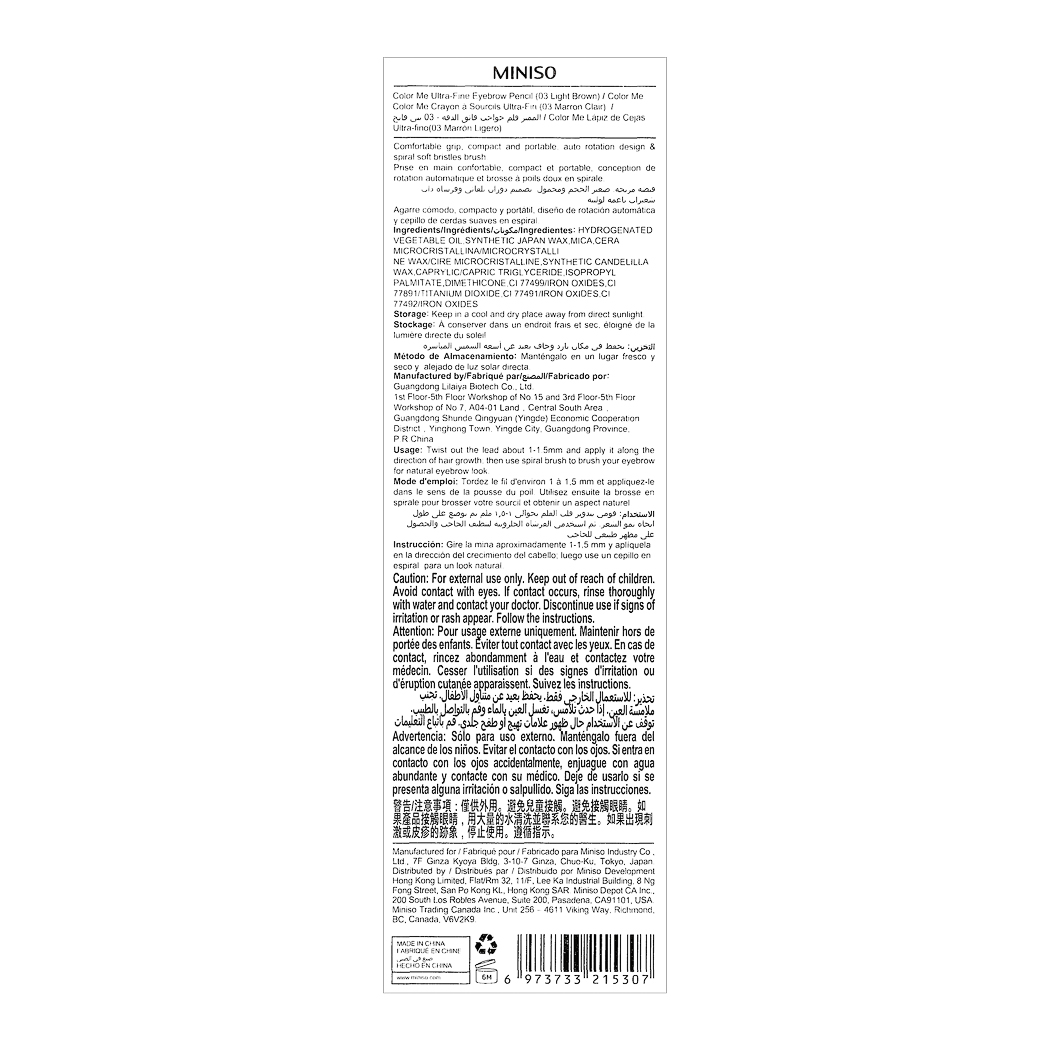 MINISO
Color Me Ultra-Fine Eyebrow Pencil (03 Light Brown) / Color Me
Color Me Crayon à Sourcils Ultra-Fin (03 Marron Clair) /
المقبر قلم حواجب فايق الدقة - 03 بني فاتح / Color Me Lápiz de Cejas
Ultra-fino(03 Marrón Ligero)
Comfortable grip, compact and portable, auto rotation design &
spiral soft bristles brush
Prise en main confortable, compact et portable, conception de
rotation automatique et brosse à poils doux en spirale
قبضة مريحة، صغير الحجم ومحمول، تصميم دوران تلقائي وفرشاة ذات
شعيرات ناعمة لولبية
Agarre cómodo, compacto y portátil, diseño de rotación automática
y cepillo de cerdas suaves en espiral
Ingredients/Ingrédients/مكونات/Ingredientes: HYDROGENATED
VEGETABLE OIL,SYNTHETIC JAPAN WAX,MICA,CERA
MICROCRISTALLINA/MICROCRYSTALLI
NE WAX/CIRE MICROCRISTALLINE,SYNTHETIC CANDELILLA
WAX,CAPRYLIC/CAPRIC TRIGLYCERIDE,ISOPROPYL
PALMITATE,DIMETHICONE,CI 77499/IRON OXIDES,CI
77891/TITANIUM DIOXIDE,CI 77491/IRON OXIDES,CI
77492/IRON OXIDES
Storage: Keep in a cool and dry place away from direct sunlight.
Stockage: À conserver dans un endroit frais et sec, éloigné de la
lumière directe du soleil
التخزين: يحفظ في مكان بارد وجاف بعيد عن أشعة الشمس المباشرة
Método de Almacenamiento: Manténgalo en un lugar fresco y
seco y alejado de luz solar directa.
Manufactured by/Fabriqué par/المصنع/Fabricado por:
Guangdong Lilaiya Biotech Co., Ltd.
1st Floor-5th Floor Workshop of No 15 and 3rd Floor-5th Floor
Workshop of No 7, A04-01 Land , Central South Area ,
Guangdong Shunde Qingyuan (Yingde) Economic Cooperation
District , Yinghong Town, Yingde City, Guangdong Province,
P.R.China
Usage: Twist out the lead about 1-1.5mm and apply it along the
direction of hair growth, then use spiral brush to brush your eyebrow
for natural eyebrow look.
Mode d'emploi: Tordez le fil d'environ 1 à 1,5 mm et appliquez-le
dans le sens de la pousse du poil. Utilisez ensuite la brosse en
spirale pour brosser votre sourcil et obtenir un aspect naturel
الاستخدام: قومي بتدوير قلب القلم بحوالي ١-١,٥ ملم ثم يوضع على طول
اتجاه نمو الشعر. ثم استخدمي الفرشاة الحلزونية لتنظيف الحاجب والحصول
على مظهر طبيعي للحاجب
Instrucción: Gire la mina aproximadamente 1-1.5 mm y aplíquela
en la dirección del crecimiento del cabello, luego use un cepillo en
espiral para un look natural.
Caution: For external use only. Keep out of reach of children.
Avoid contact with eyes. If contact occurs, rinse thoroughly
with water and contact your doctor. Discontinue use if signs of
irritation or rash appear. Follow the instructions.
Attention: Pour usage externe uniquement. Maintenir hors de
portée des enfants. Éviter tout contact avec les yeux. En cas de
contact, rincez abondamment à l'eau et contactez votre
médecin. Cesser l'utilisation si des signes d'irritation ou
d'éruption cutanée apparaissent. Suivez les instructions.
تحذير: للاستعمال الخارجي فقط. يحفظ بعيد عن متناول الأطفال. تجنب
ملامسة العين. إذا حدث تلامس، تغسل العين بالماء وقم بالتواصل بالطبيب.
توقف عن الاستخدام حال ظهور علامات تهيج أو طفح جلدي. قم باتباع التعليمات
Advertencia: Sólo para uso externo. Manténgalo fuera del
alcance de los niños. Evitar el contacto con los ojos. Si entra en
contacto con los ojos accidentalmente, enjuague con agua
abundante y contacte con su médico. Deje de usarlo si se
presenta alguna irritación o salpullido. Siga las instrucciones.
警告/注意事項：僅供外用。避免兒童接觸。避免接觸眼睛。如
果產品接觸眼睛，用大量的水清洗並聯系您的醫生。如果出現刺
激或皮疹的跡象，停止使用。遵循指示。
Manufactured for / Fabriqué pour / Fabricado para Miniso Industry Co.,
Ltd., 7F Ginza Kyoya Bldg, 3-10-7 Ginza, Chuo-Ku, Tokyo, Japan.
Distributed by / Distribués par / Distribuido por Miniso Development
Hong Kong Limited, Flat/Rm 32, 11/F, Lee Ka Industrial Building, 8 Ng
Fong Street, San Po Kong KL, Hong Kong SAR Miniso Depot CA Inc.,
200 South Los Robles Avenue, Suite 200, Pasadena, CA91101, USA.
Miniso Trading Canada Inc., Unit 256 - 4611 Viking Way, Richmond,
BC, Canada, V6V2K9.
MADE IN CHINA
FABRIQUÉ EN CHINE
صنع في الصين
HECHO EN CHINA
www.miniso.com
6M
6 973733 215307